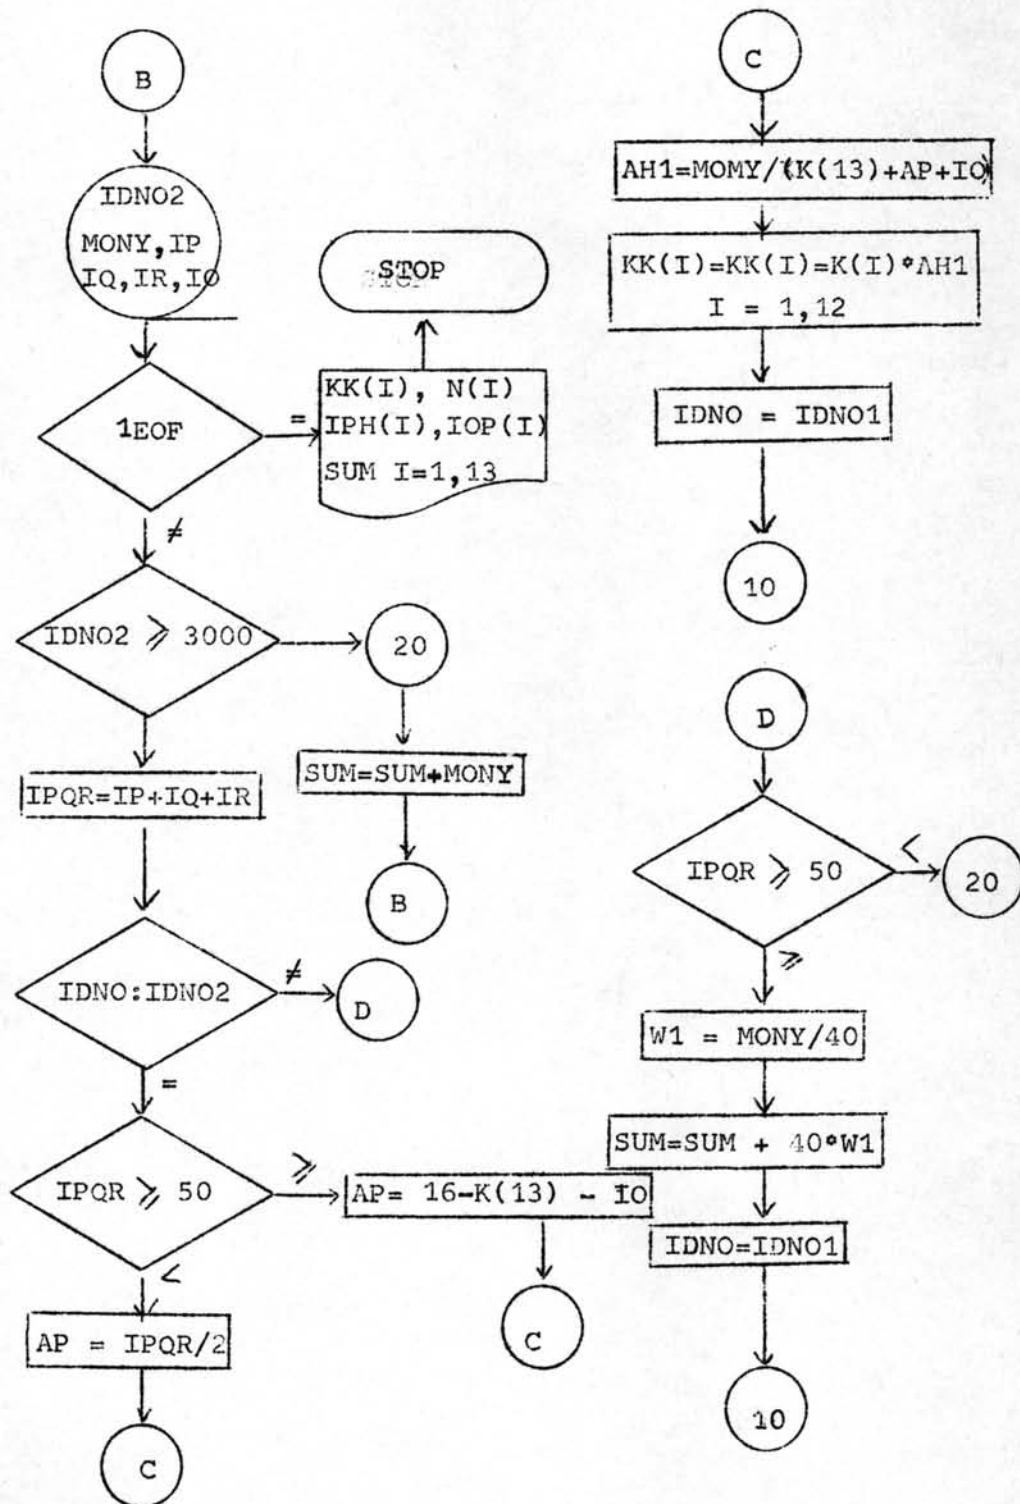 B
IDNO2
MONY,IP
IQ,IR,IO
1EOF
=
KK(I), N(I)
IPH(I),IOP(I)
SUM I=1,13
STOP
≠
IDNO2 ⩾ 3000
20
SUM=SUM+MONY
B
IPQR=IP+IQ+IR
IDNO:IDNO2
≠
D
=
IPQR ⩾ 50
⩾
AP= 16-K(13) - IO
C
<
AP = IPQR/2
C
C
AH1=MOMY/(K(13)+AP+IO)
KK(I)=KK(I)=K(I)*AH1
I = 1,12
IDNO = IDNO1
10
D
IPQR ⩾ 50
<
20
⩾
W1 = MONY/40
SUM=SUM + 40*W1
IDNO=IDNO1
10